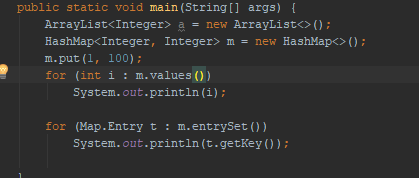 public static void main(String[] args) {
ArrayList<Integer> a = new ArrayList<>();
HashMap<Integer, Integer> m = new HashMap<>();
m.put(1, 100);
for (int i : m.values())
System.out.println(i);
for (Map.Entry t : m.entrySet())
System.out.println(t.getKey());